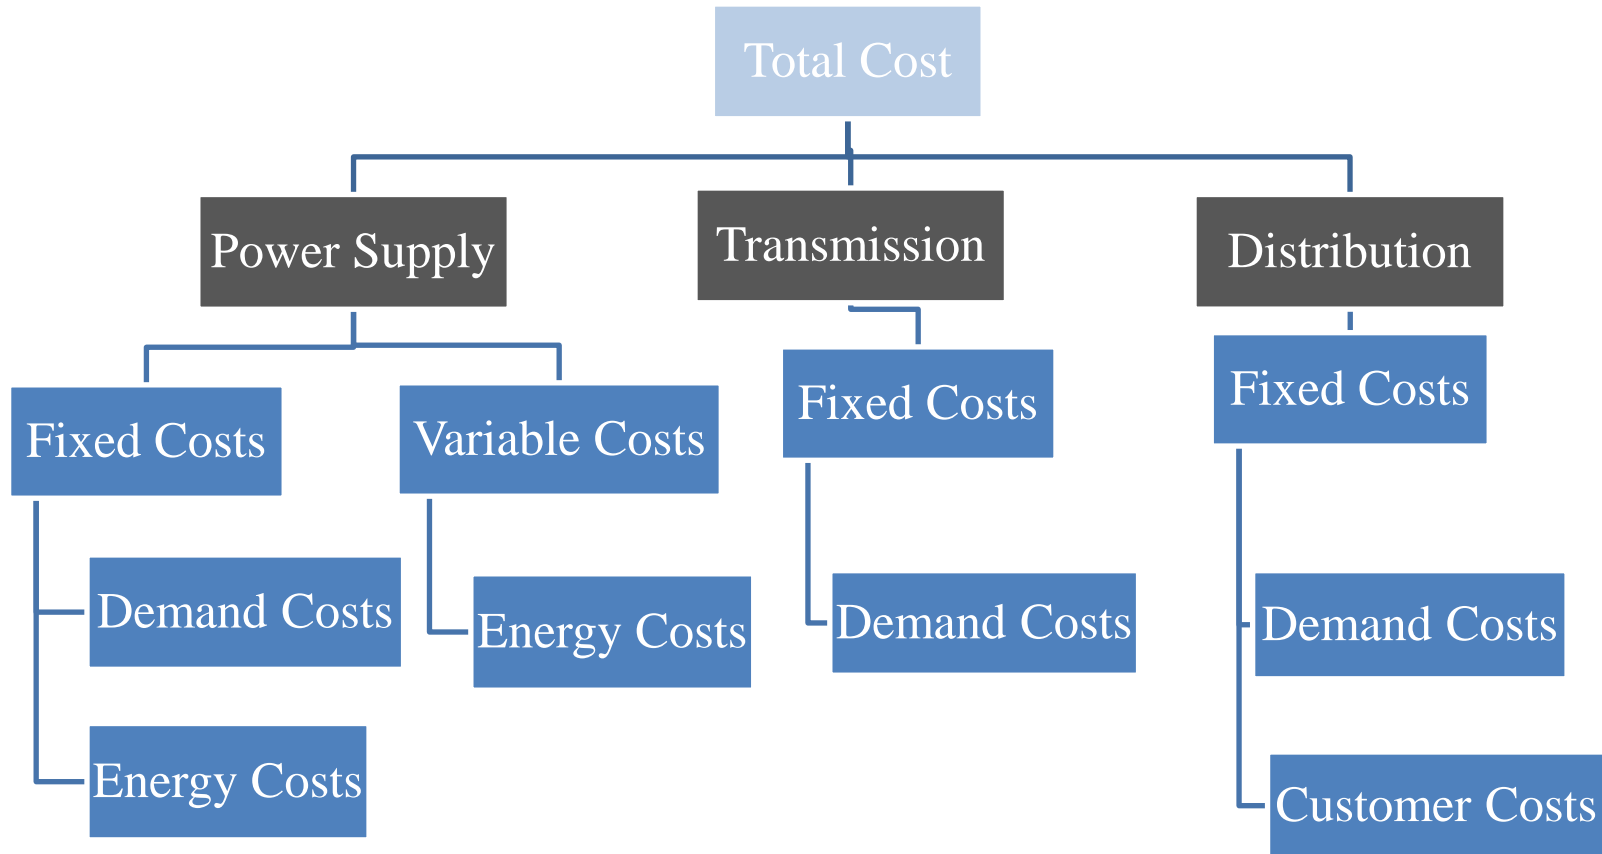 Total Cost
Power Supply
Transmission
Distribution
Fixed Costs
Variable Costs
Fixed Costs
Fixed Costs
Demand Costs
Energy Costs
Demand Costs
Demand Costs
Energy Costs
Customer Costs